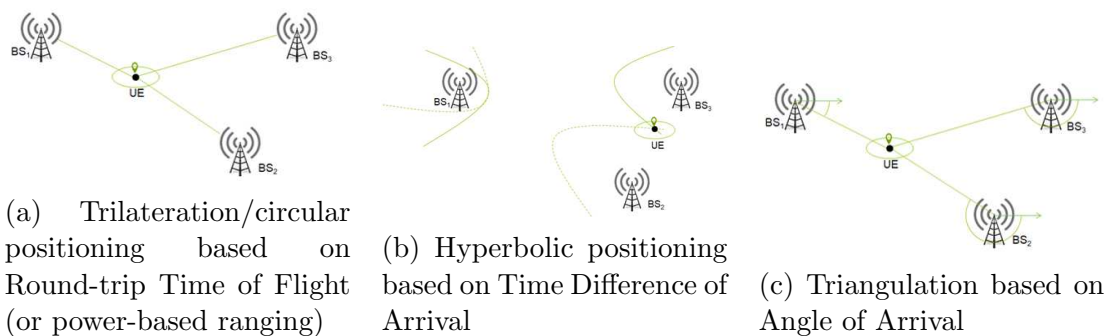 BS1
BS3
UE
BS2
(a) Trilateration/circular
positioning based on
Round-trip Time of Flight
(or power-based ranging)
BS1
BS3
UE
BS2
(b) Hyperbolic positioning
based on Time Difference of
Arrival
BS1
BS3
UE
BS2
(c) Triangulation based on
Angle of Arrival